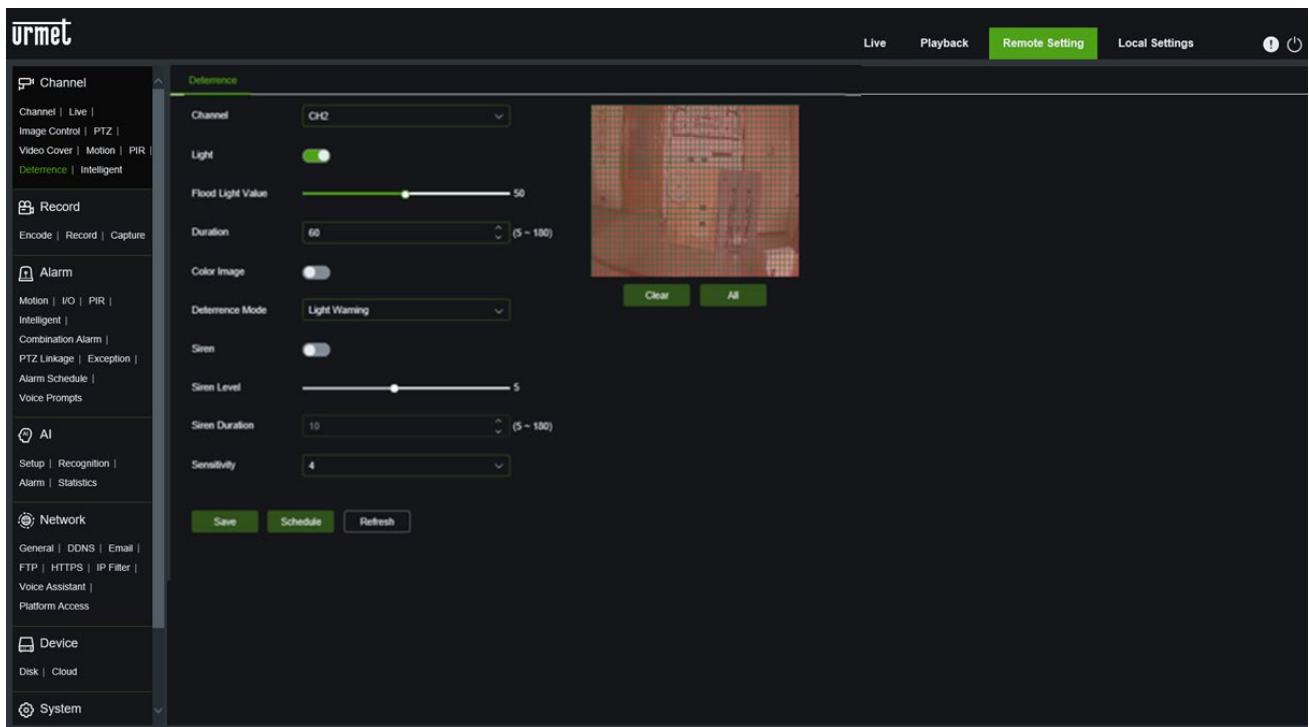 urmet
Live Playback Remote Setting Local Settings
Channel
Channel | Live |
Image Control | PTZ |
Video Cover | Motion | PIR |
Deterrence | Intelligent
Record
Encode | Record | Capture
Alarm
Motion | I/O | PIR |
Intelligent |
Combination Alarm |
PTZ Linkage | Exception |
Alarm Schedule |
Voice Prompts
AI
Setup | Recognition |
Alarm | Statistics
Network
General | DDNS | Email |
FTP | HTTPS | IP Filter |
Voice Assistant |
Platform Access
Device
Disk | Cloud
System
Deterrence
Channel CH2
Light
Flood Light Value 50
Duration 60 (5 ~ 180)
Color Image
Deterrence Mode Light Warning
Siren
Siren Level 5
Siren Duration 10 (5 ~ 180)
Sensitivity 4
Save Schedule Refresh
Clear All